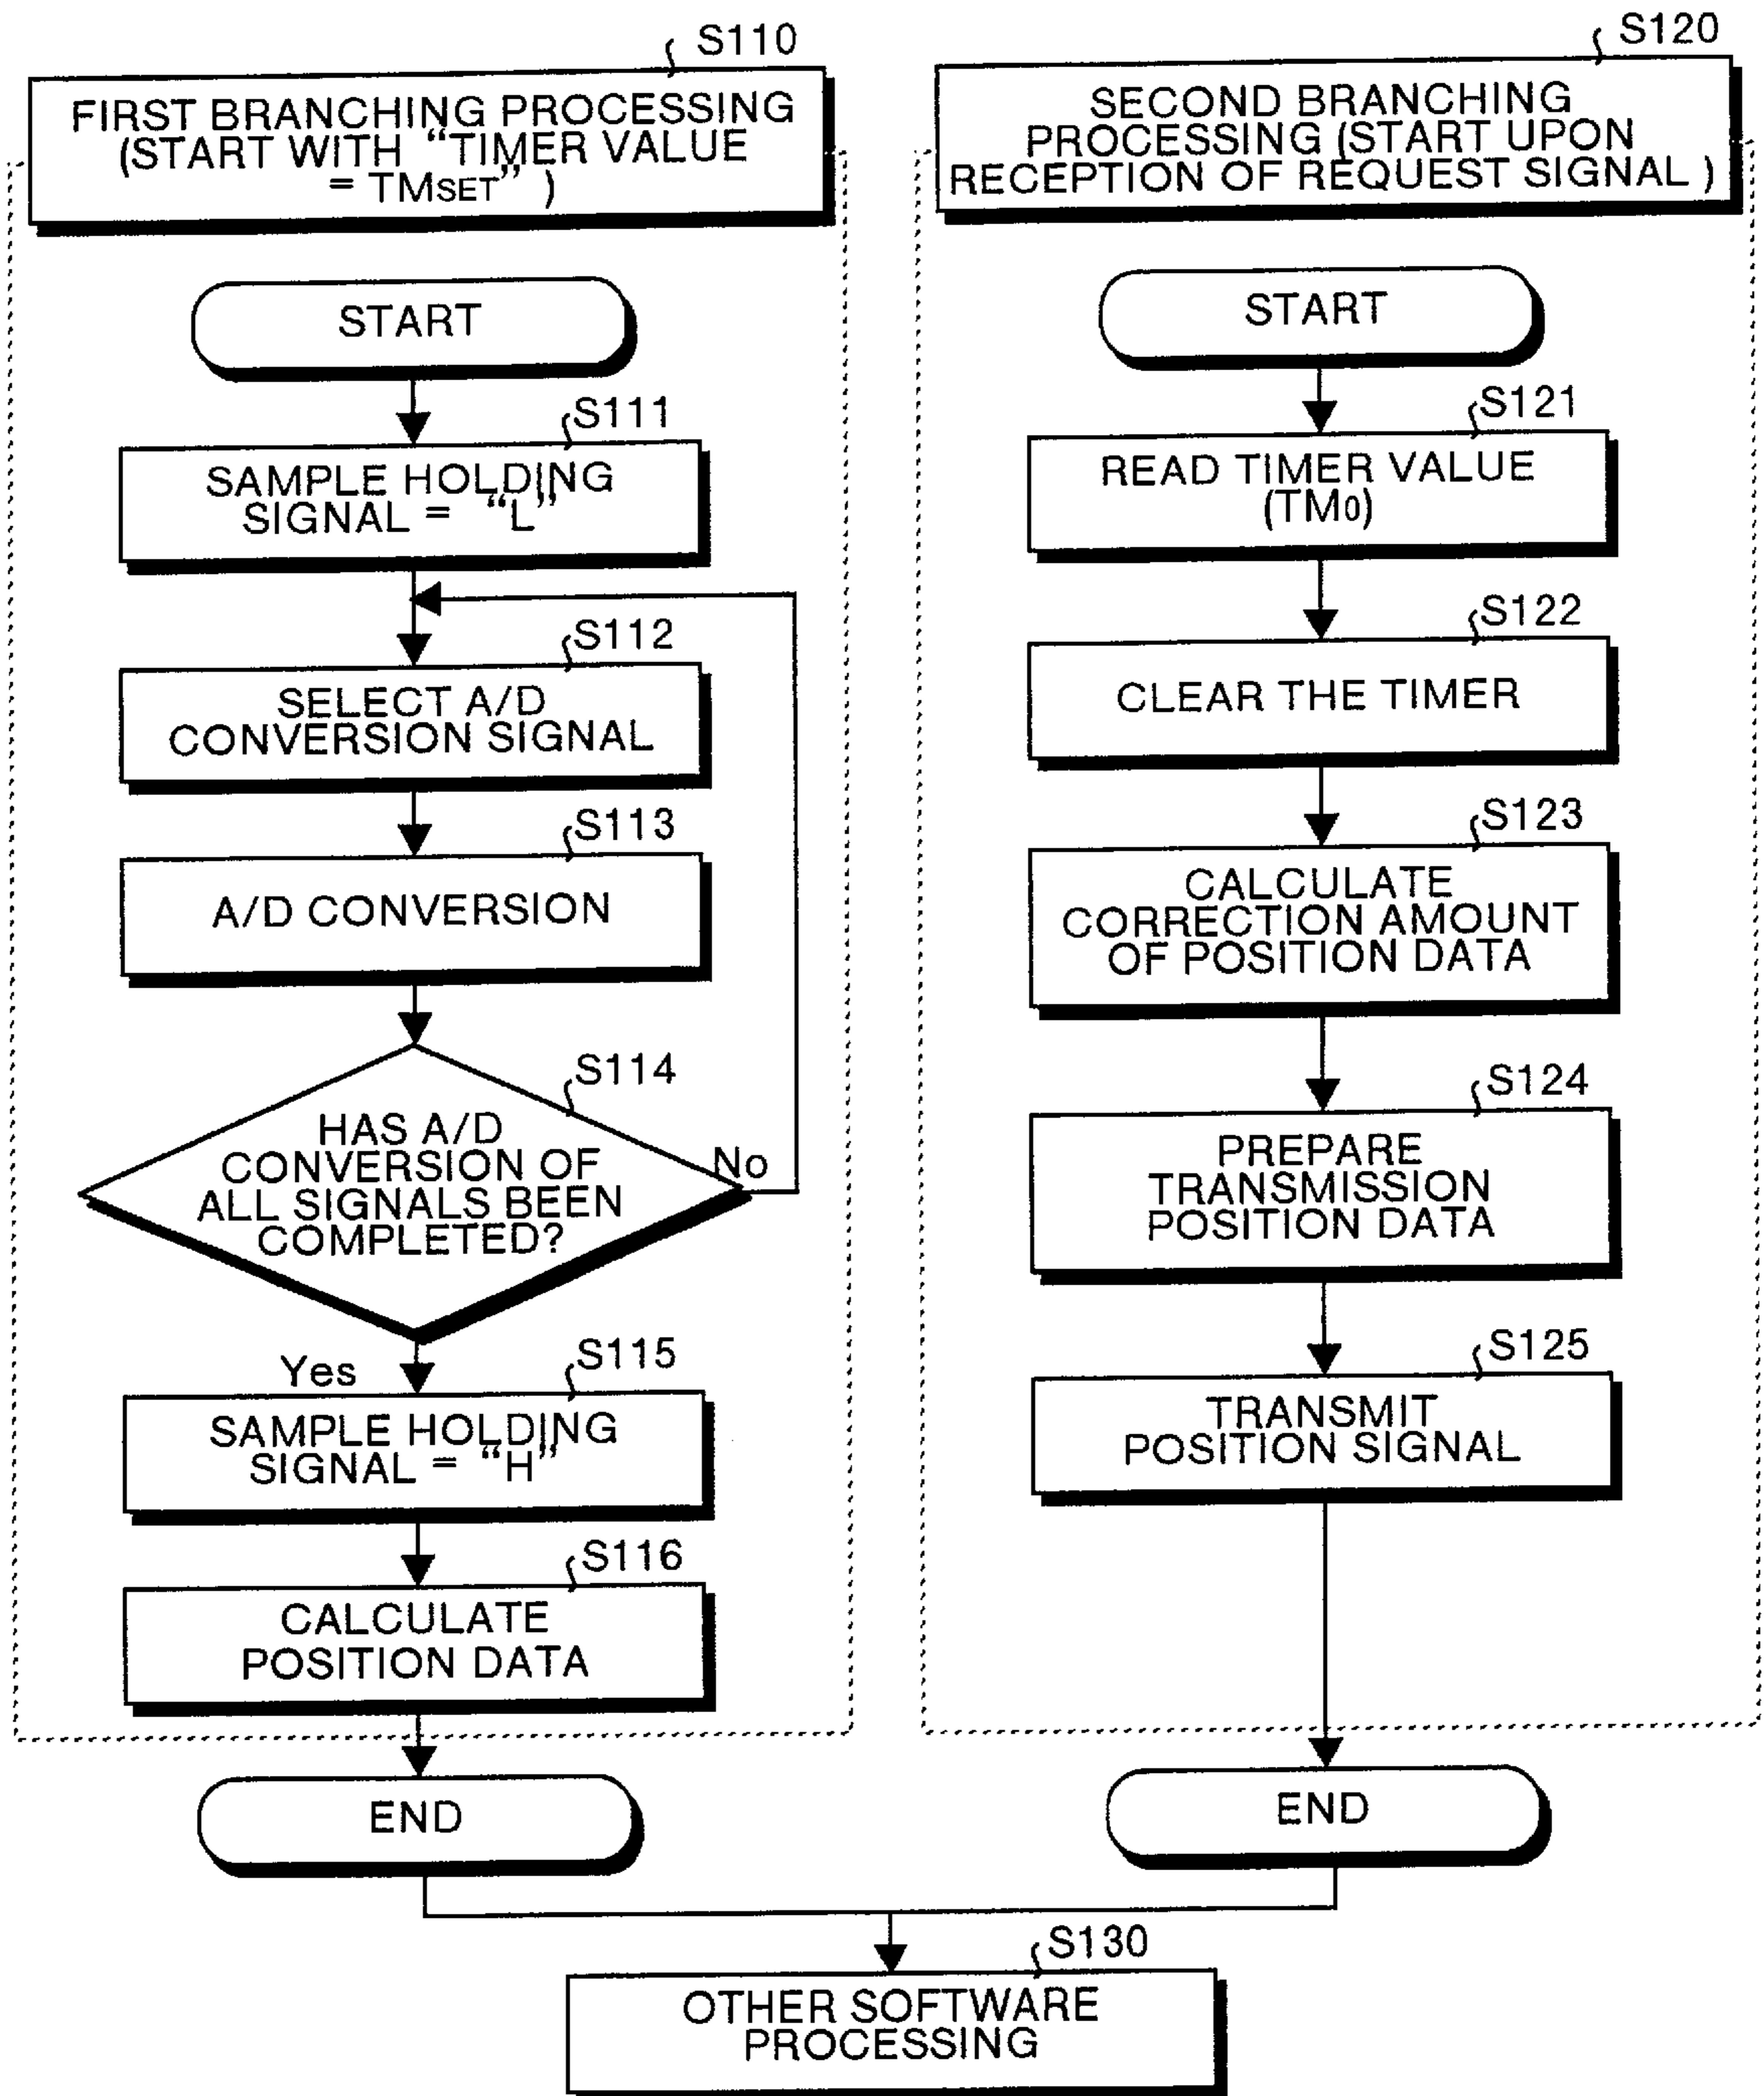 S110
FIRST BRANCHING PROCESSING
(START WITH “TIMER VALUE
= TMSET” )
START
S111
SAMPLE HOLDING
SIGNAL = “L”
S112
SELECT A/D
CONVERSION SIGNAL
S113
A/D CONVERSION
S114
HAS A/D
CONVERSION OF
ALL SIGNALS BEEN
COMPLETED?
No
Yes
S115
SAMPLE HOLDING
SIGNAL = “H”
S116
CALCULATE
POSITION DATA
END
S120
SECOND BRANCHING
PROCESSING (START UPON
RECEPTION OF REQUEST SIGNAL )
START
S121
READ TIMER VALUE
(TM0)
S122
CLEAR THE TIMER
S123
CALCULATE
CORRECTION AMOUNT
OF POSITION DATA
S124
PREPARE
TRANSMISSION
POSITION DATA
S125
TRANSMIT
POSITION SIGNAL
END
S130
OTHER SOFTWARE
PROCESSING